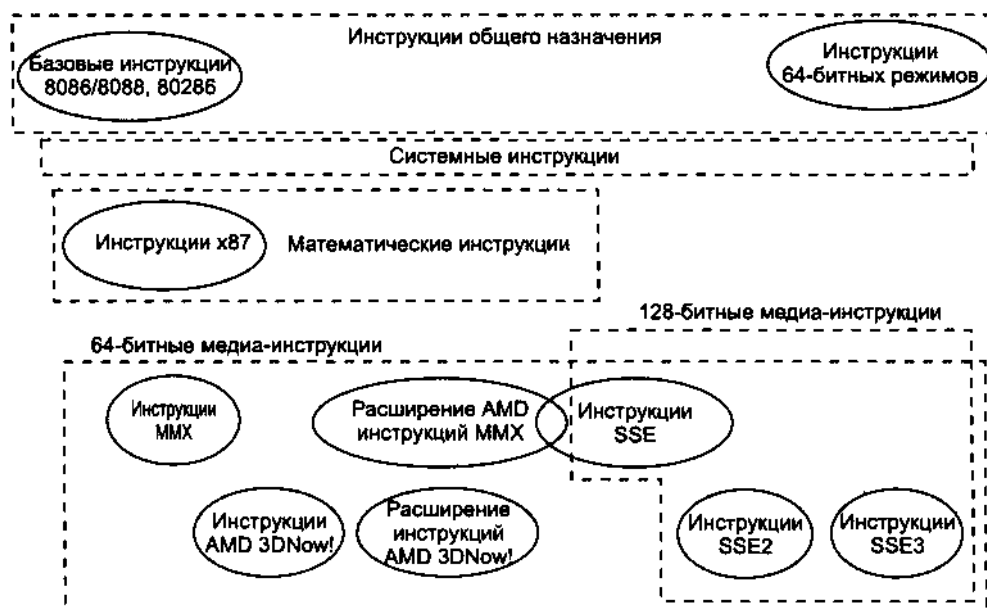 Инструкции общего назначения
Базовые инструкции
8086/8088, 80286
Инструкции
64-битных режимов
Системные инструкции
Инструкции x87
Математические инструкции
128-битные медиа-инструкции
64-битные медиа-инструкции
Инструкции
MMX
Расширение AMD
инструкций MMX
Инструкции
SSE
Инструкции
AMD 3DNow!
Расширение
инструкций
AMD 3DNow!
Инструкции
SSE2
Инструкции
SSE3